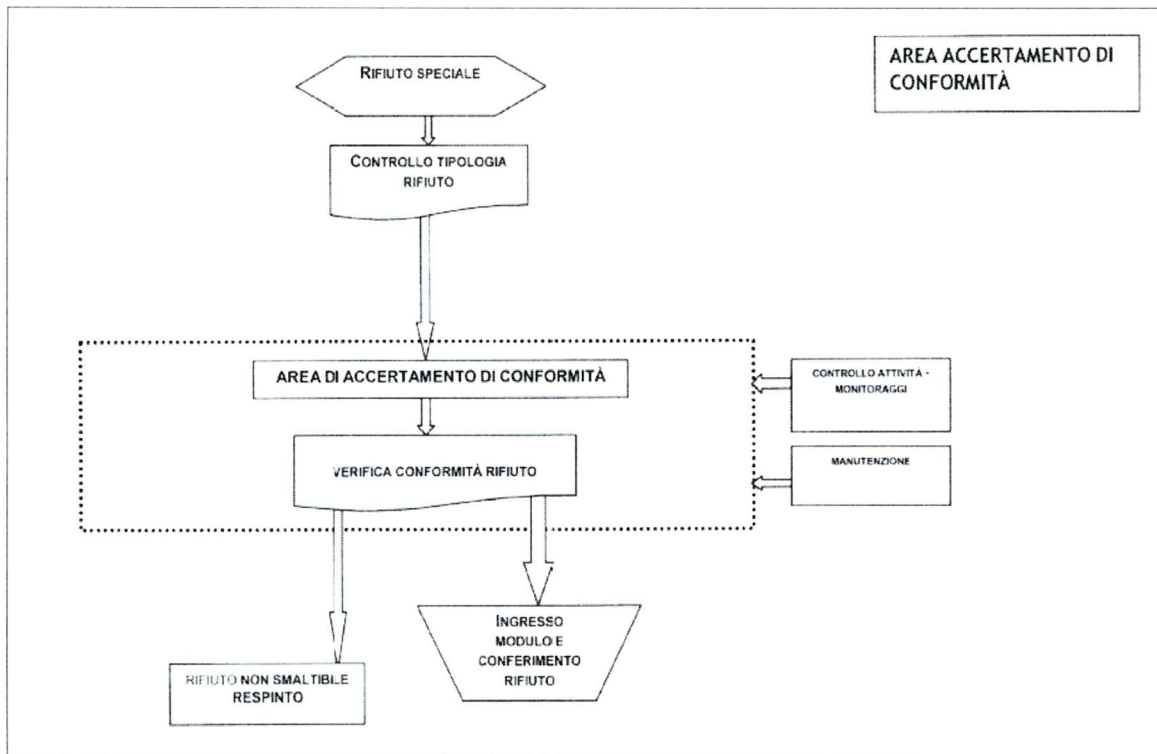 AREA ACCERTAMENTO DI
CONFORMITÀ
RIFIUTO SPECIALE
CONTROLLO TIPOLOGIA
RIFIUTO
AREA DI ACCERTAMENTO DI CONFORMITÀ
CONTROLLO ATTIVITÀ -
MONITORAGGI
VERIFICA CONFORMITÀ RIFIUTO
MANUTENZIONE
INGRESSO
MODULO E
CONFERIMENTO
RIFIUTO
RIFIUTO NON SMALTIBILE
RESPINTO